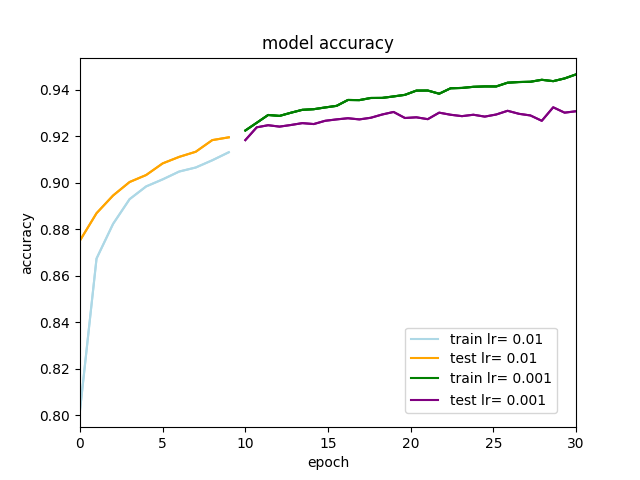 model accuracy
accuracy
0.94
0.92
0.90
0.88
0.86
0.84
0.82
0.80
0
5
10
15
20
25
30
epoch
train lr= 0.01
test lr= 0.01
train lr= 0.001
test lr= 0.001